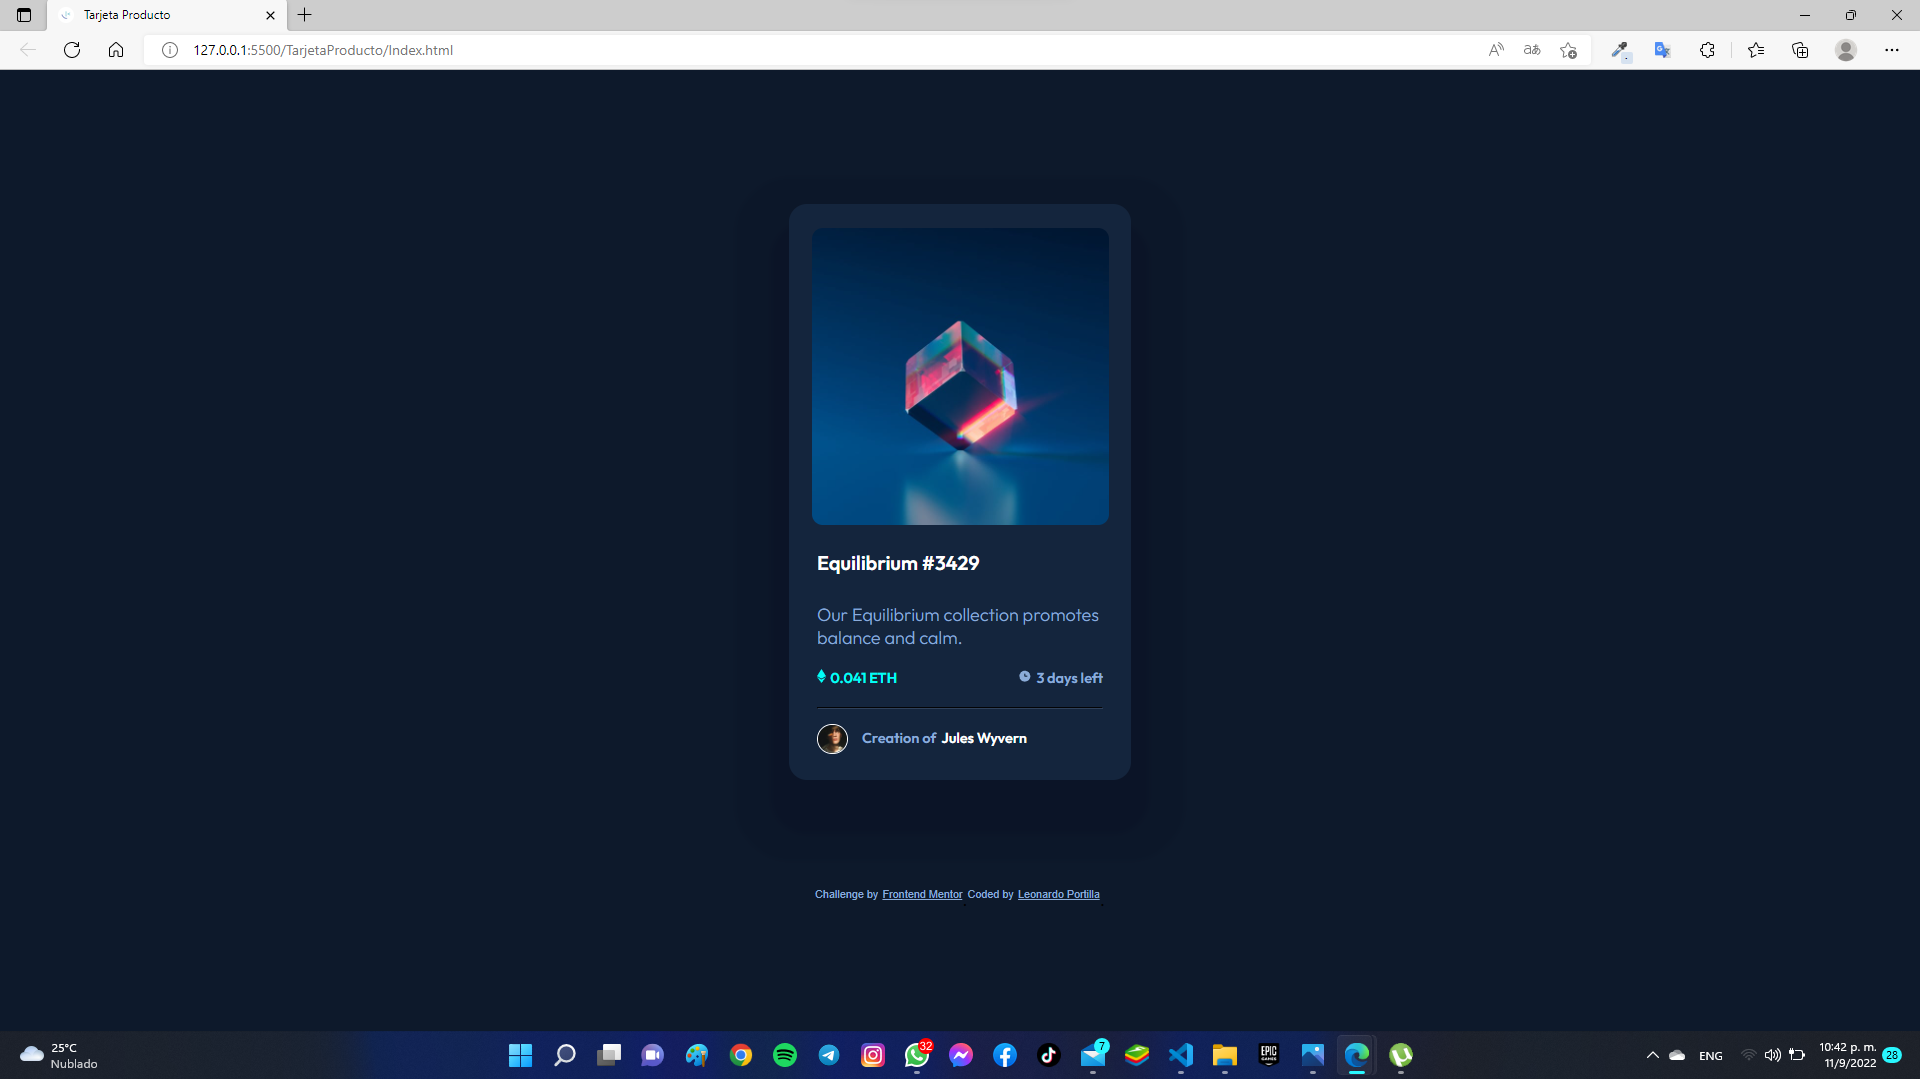 Tarjeta Producto
127.0.0.1:5500/TarjetaProducto/Index.html
Equilibrium #3429
Our Equilibrium collection promotes
balance and calm.
0.041 ETH
3 days left
Creation of Jules Wyvern
Challenge by Frontend Mentor. Coded by Leonardo Portilla.
25°C
Nublado
32
7
EPIC
GAMES
ENG
10:42 p. m.
11/9/2022
28